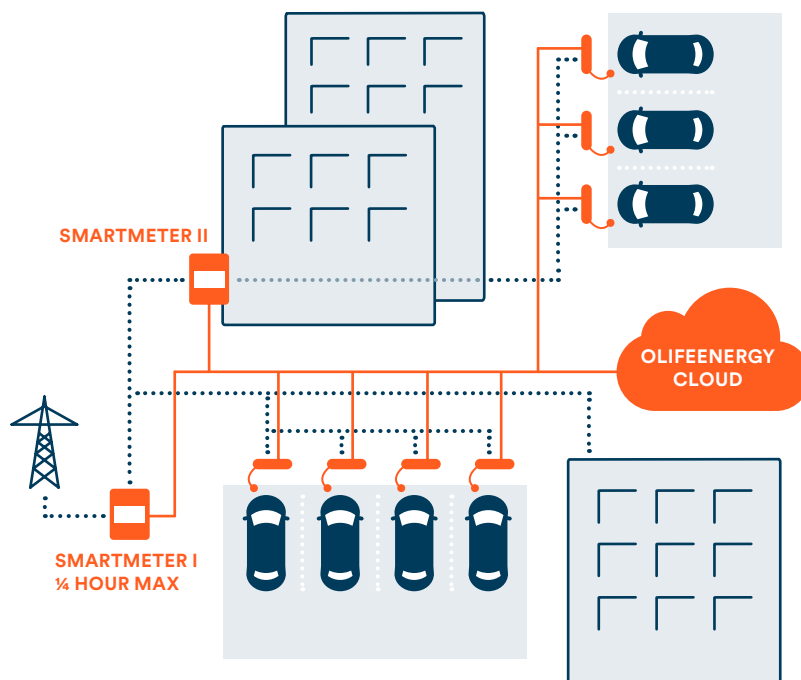 SMARTMETER II
OLIFEENERGY
CLOUD
SMARTMETER I
¼ HOUR MAX